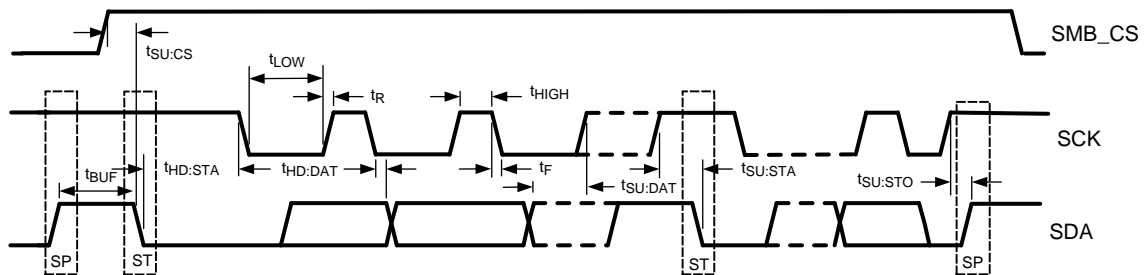 SMB_CS
tSU:CS
tLOW
tR
tHIGH
SCK
tBUF
tHD:STA
tHD:DAT
tF
tSU:DAT
tSU:STA
tSU:STO
SDA
SP
ST
ST
SP